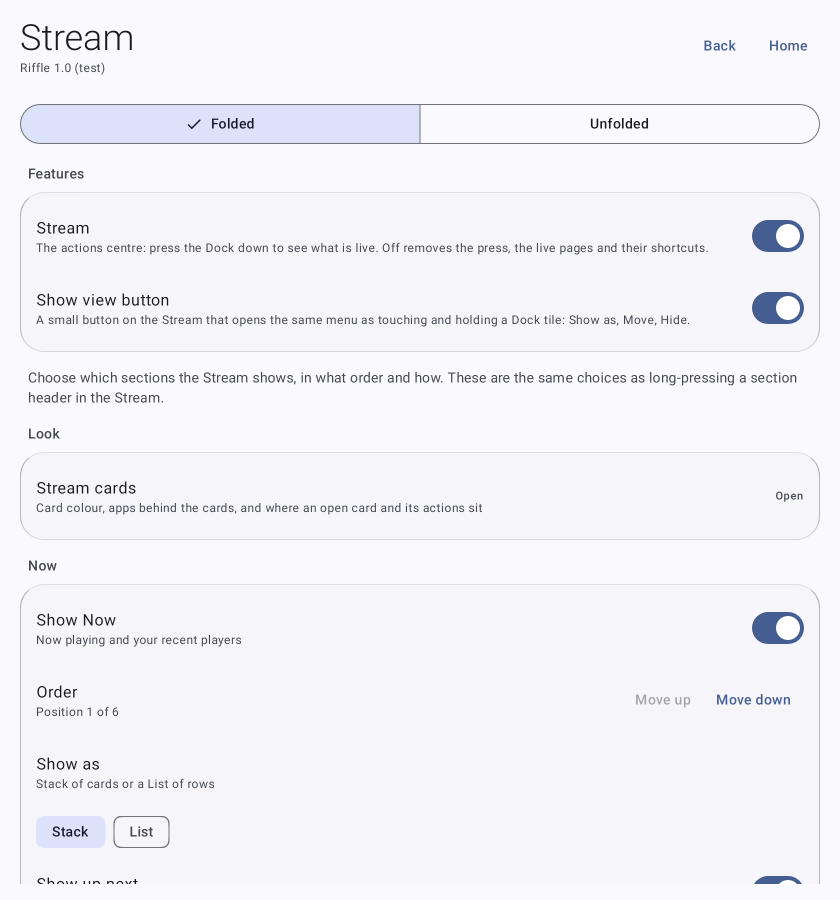 Stream
Riffle 1.0 (test)
Back
Home
Folded
Unfolded
Features
Stream
The actions centre: press the Dock down to see what is live. Off removes the press, the live pages and their shortcuts.
Show view button
A small button on the Stream that opens the same menu as touching and holding a Dock tile: Show as, Move, Hide.
Choose which sections the Stream shows, in what order and how. These are the same choices as long-pressing a section
header in the Stream.
Look
Stream cards
Card colour, apps behind the cards, and where an open card and its actions sit
Open
Now
Show Now
Now playing and your recent players
Order
Position 1 of 6
Move up
Move down
Show as
Stack of cards or a List of rows
Stack
List
Show up next